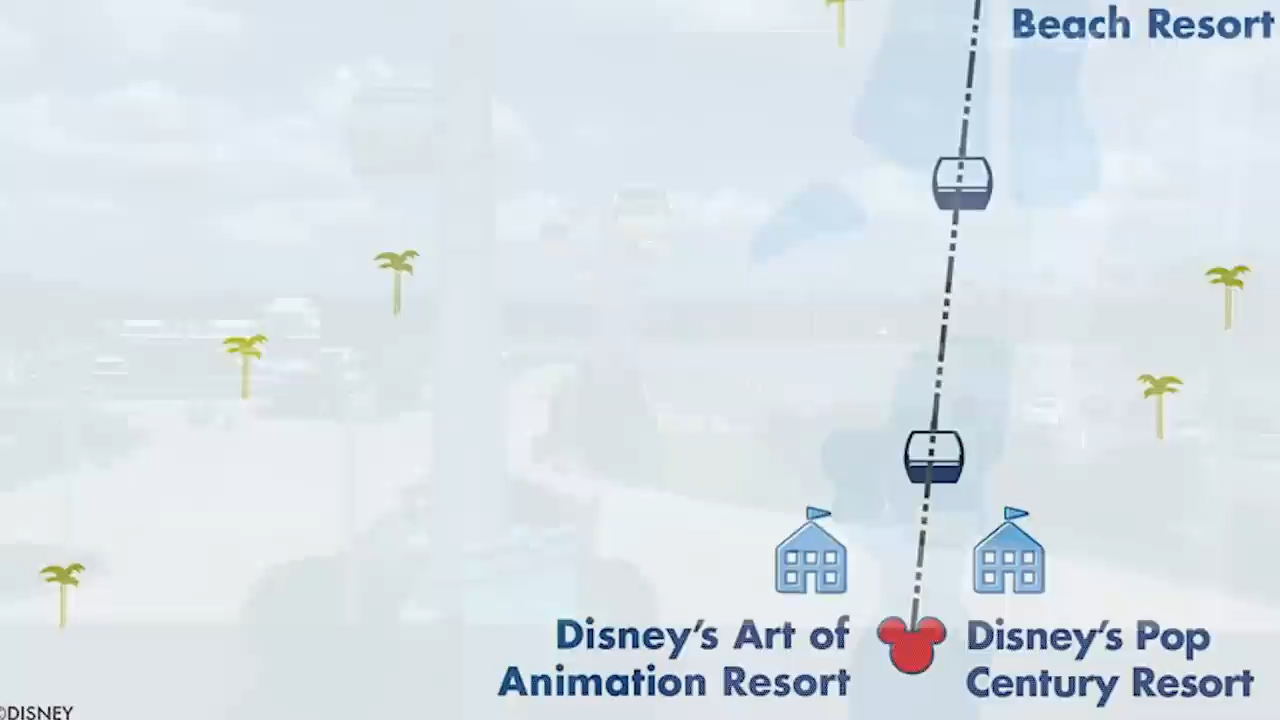 Beach Resort
Disney's Art of
Animation Resort
Disney's Pop
Century Resort
©DISNEY